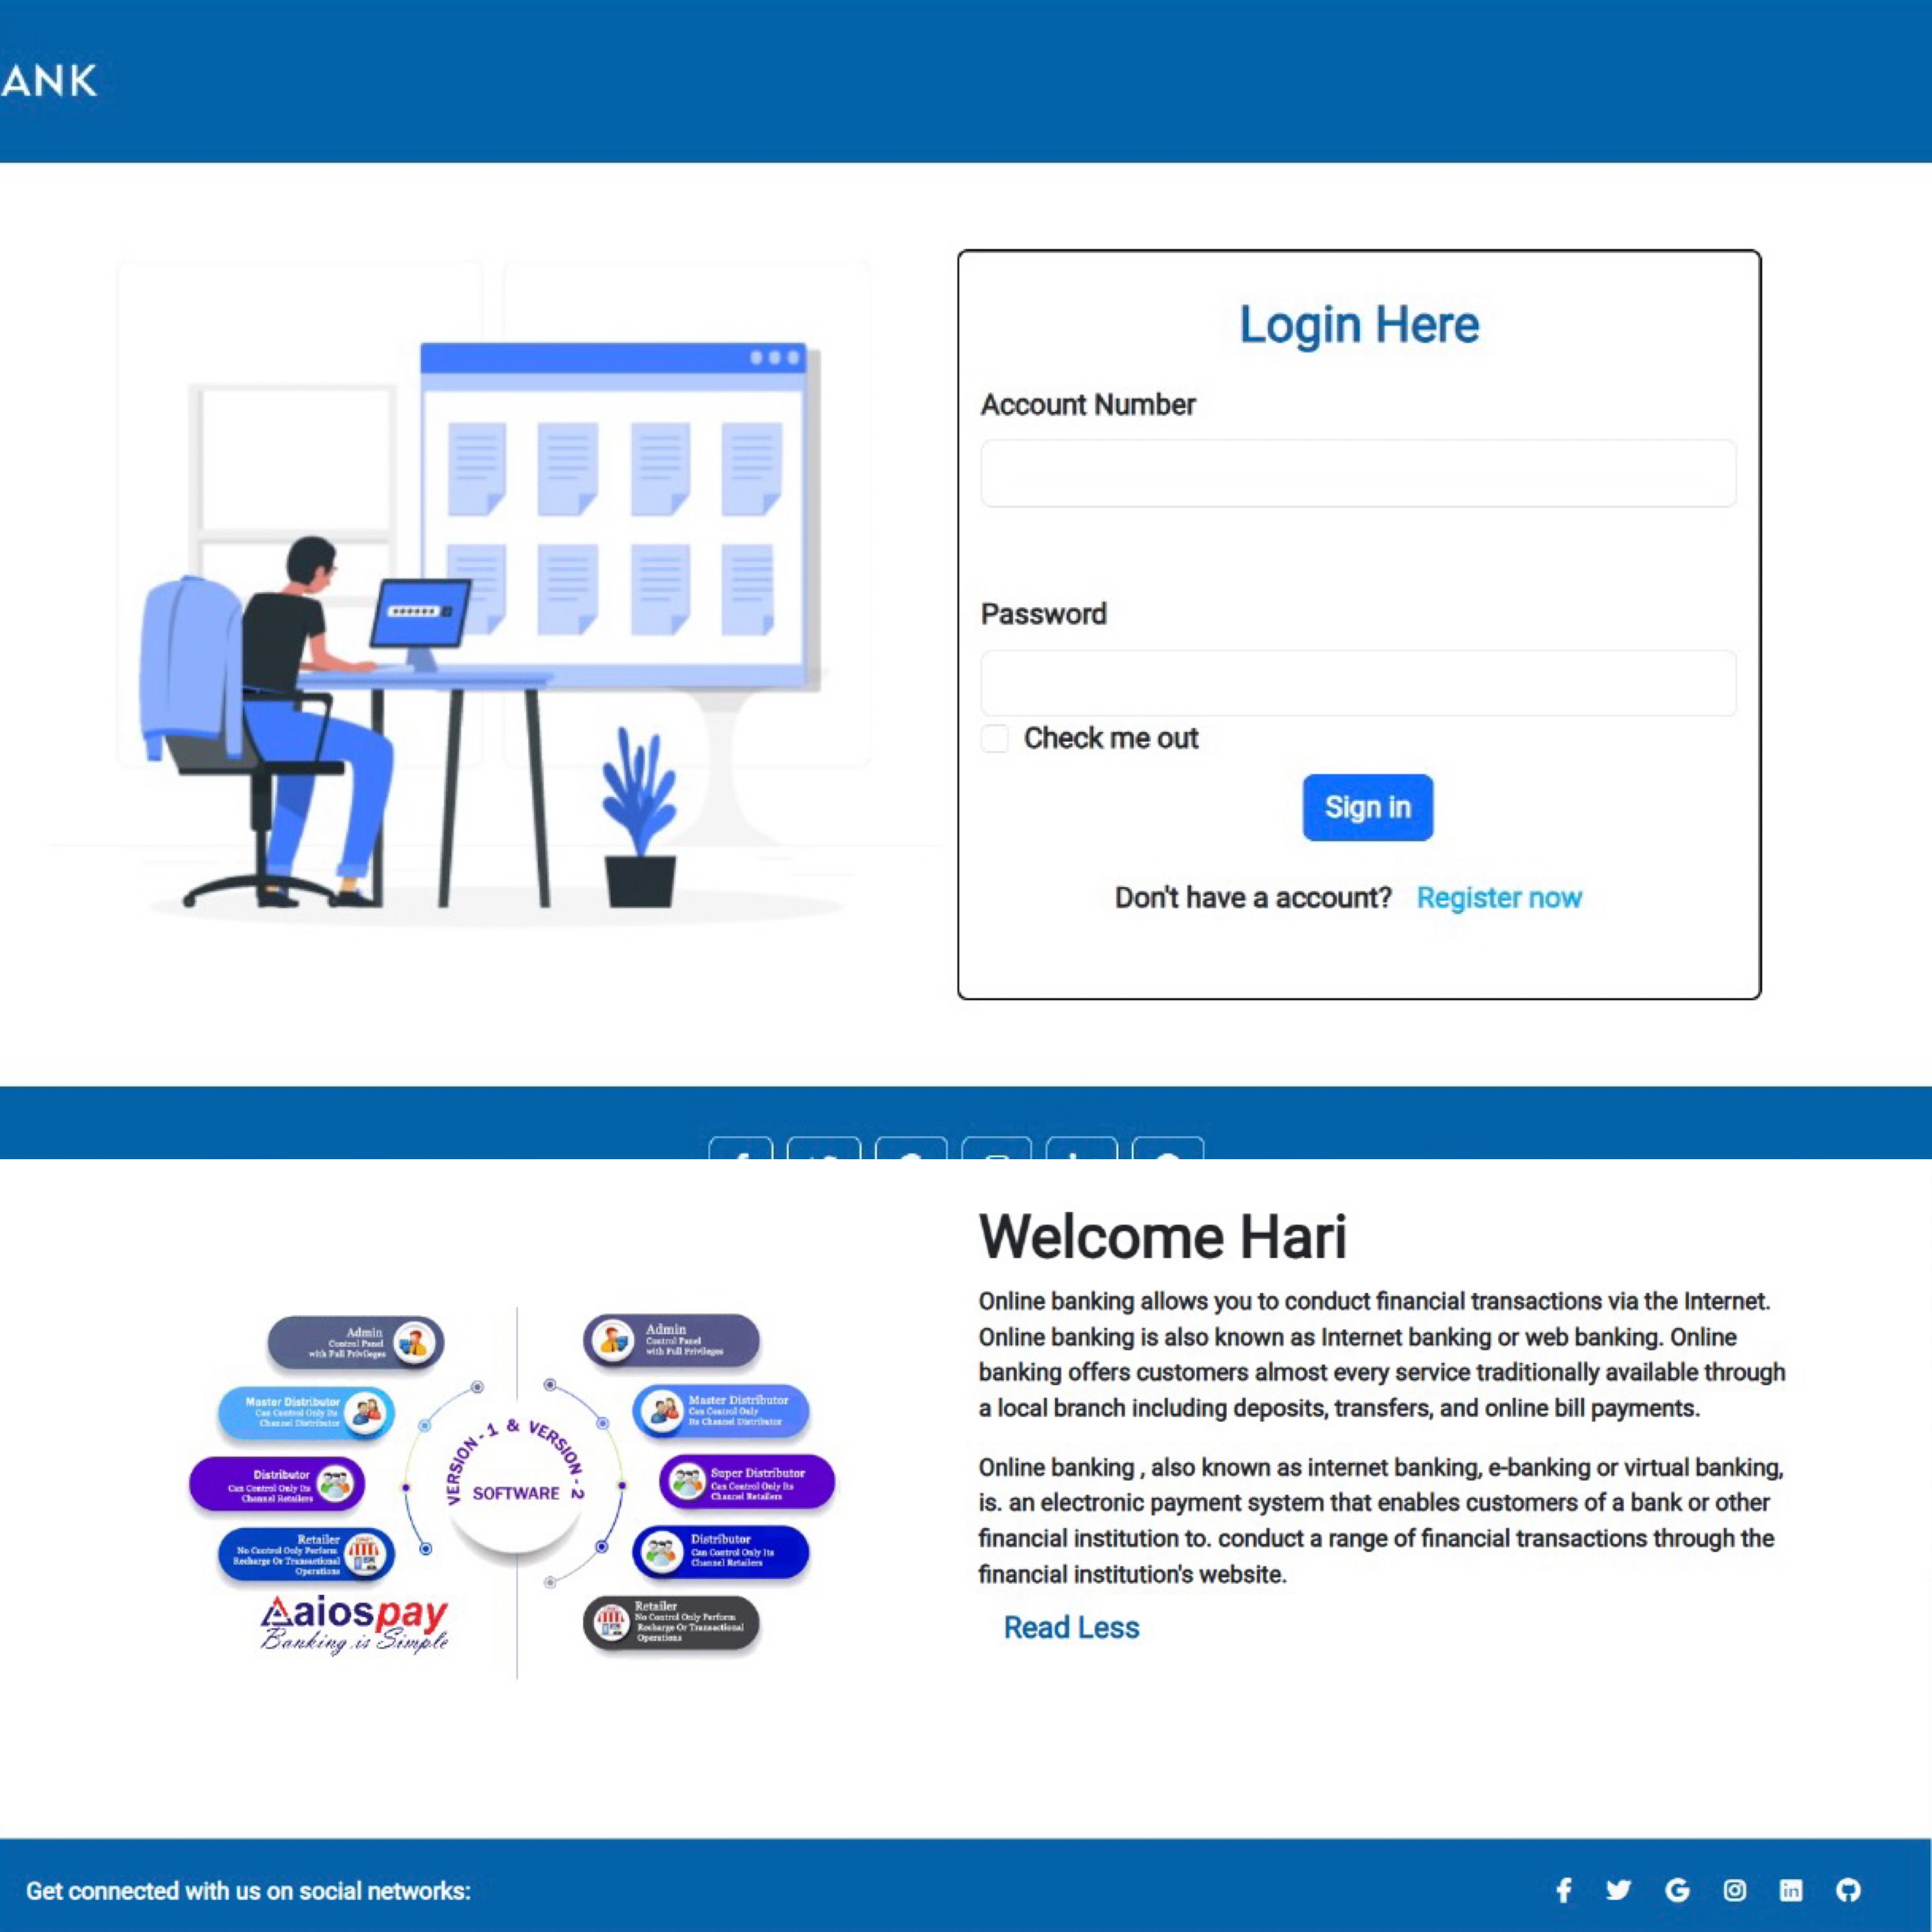 ANK
Login Here
Account Number
Password
Check me out
Sign in
Don't have a account? Register now
Welcome Hari
Online banking allows you to conduct financial transactions via the Internet.
Online banking is also known as Internet banking or web banking. Online
banking offers customers almost every service traditionally available through
a local branch including deposits, transfers, and online bill payments.
Online banking , also known as internet banking, e-banking or virtual banking,
is. an electronic payment system that enables customers of a bank or other
financial institution to. conduct a range of financial transactions through the
financial institution's website.
Read Less
Admin
Control Panel
with Full Privileges
Master Distributor
Can Control Only Its
Channel Distributor
Distributor
Can Control Only Its
Channel Retailers
Retailer
No Control Only Perform
Recharge Or Transactional
Operations
VERSION-1 & VERSION-2
SOFTWARE
Admin
Control Panel
with Full Privileges
Master Distributor
Can Control Only
Its Channel Distributor
Super Distributor
Can Control Only Its
Channel Retailers
Distributor
Can Control Only Its
Channel Retailers
Retailer
No Control Only Perform
Recharge Or Transactional
Operations
aiospay
Banking is Simple
Get connected with us on social networks: